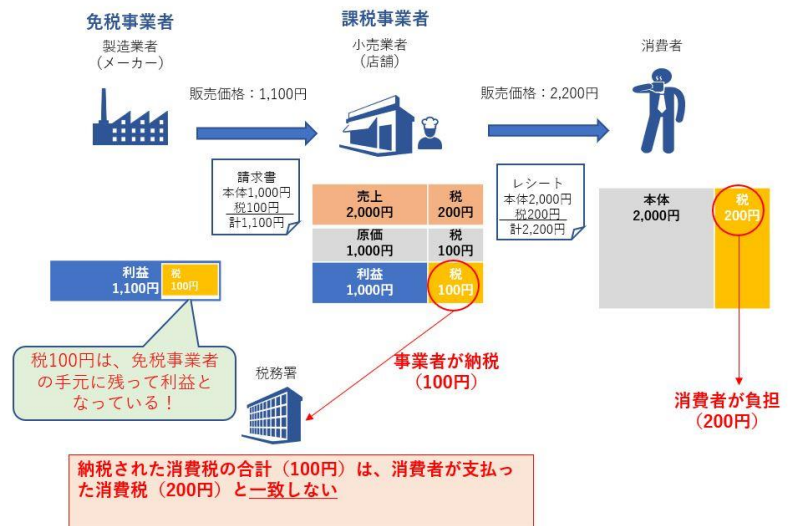 免税事業者
製造業者
（メーカー）
課税事業者
小売業者
（店舗）
消費者
販売価格：1,100円
販売価格：2,200円
請求書
本体1,000円
税100円
計1,100円
売上
2,000円
税
200円
原価
1,000円
税
100円
利益
1,000円
税
100円
レシート
本体2,000円
税200円
計2,200円
本体
2,000円
税
200円
利益
1,100円
税
100円
税100円は、免税事業者
の手元に残って利益と
なっている！
税務署
事業者が納税
（100円）
消費者が負担
（200円）
納税された消費税の合計（100円）は、消費者が支払っ
た消費税（200円）と一致しない